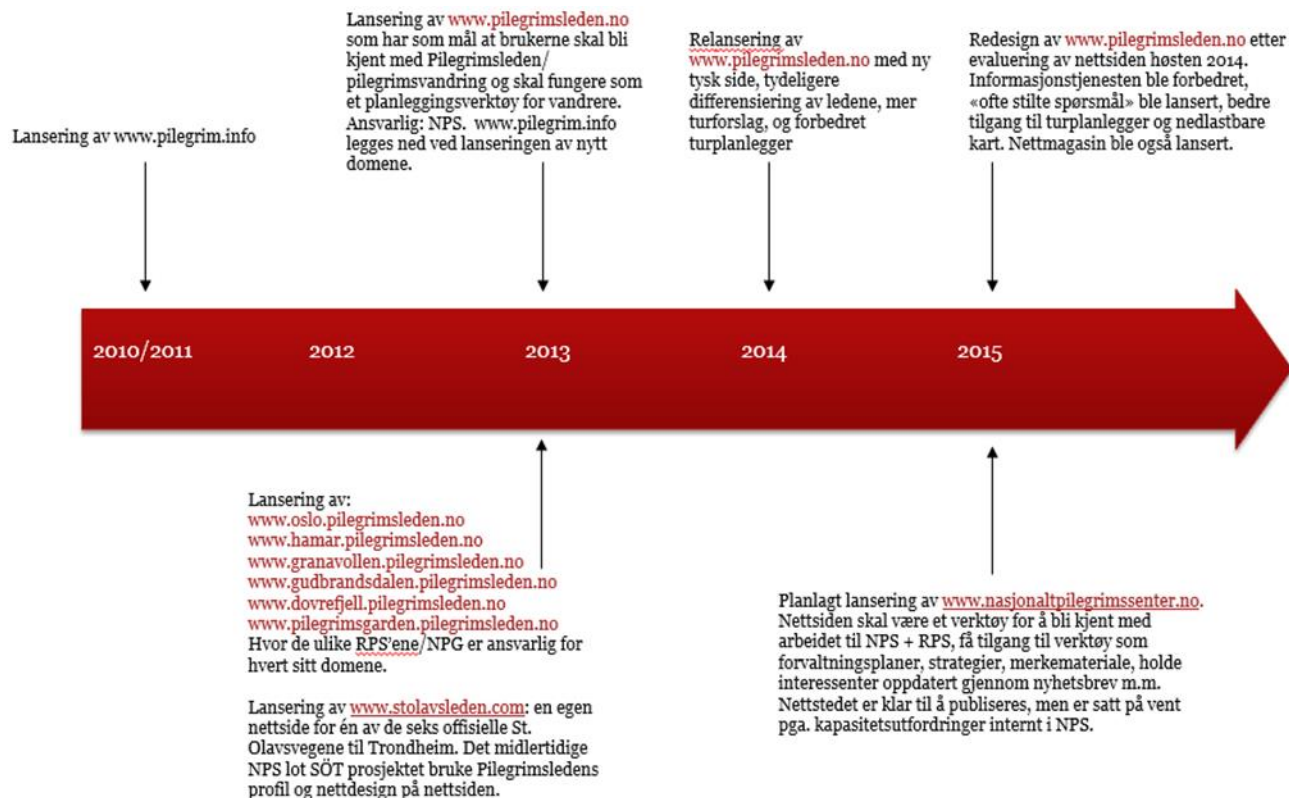 Lansering av www.pilegrim.info
Lansering av www.pilegrimsleden.no
som har som mål at brukerne skal bli
kjent med Pilegrimsleden/
pilegrimsvandring og skal fungere som
et planleggingsverktøy for vandrere.
Ansvarlig: NPS. www.pilegrim.info
legges ned ved lanseringen av nytt
domene.
Relansering av
www.pilegrimsleden.no med ny
tysk side, tydeligere
differensiering av ledene, mer
turforslag, og forbedret
turplanlegger
Redesign av www.pilegrimsleden.no etter
evaluering av nettsiden høsten 2014.
Informasjonstjenesten ble forbedret,
«ofte stilte spørsmål» ble lansert, bedre
tilgang til turplanlegger og nedlastbare
kart. Nettmagasin ble også lansert.
2010/2011
2012
2013
2014
2015
Lansering av:
www.oslo.pilegrimsleden.no
www.hamar.pilegrimsleden.no
www.granavollen.pilegrimsleden.no
www.gudbrandsdalen.pilegrimsleden.no
www.dovrefjell.pilegrimsleden.no
www.pilegrimsgarden.pilegrimsleden.no
Hvor de ulike RPS'ene/NPG er ansvarlig for
hvert sitt domene.
Lansering av www.stolavsleden.com: en egen
nettside for én av de seks offisielle St.
Olavsvegene til Trondheim. Det midlertidige
NPS lot SÖT prosjektet bruke Pilegrimsledens
profil og nettdesign på nettsiden.
Planlagt lansering av www.nasjonaltpilegrimssenter.no.
Nettsiden skal være et verktøy for å bli kjent med
arbeidet til NPS + RPS, få tilgang til verktøy som
forvaltningsplaner, strategier, merkemateriale, holde
interessenter oppdatert gjennom nyhetsbrev m.m.
Nettstedet er klar til å publiseres, men er satt på vent
pga. kapasitetsutfordringer internt i NPS.